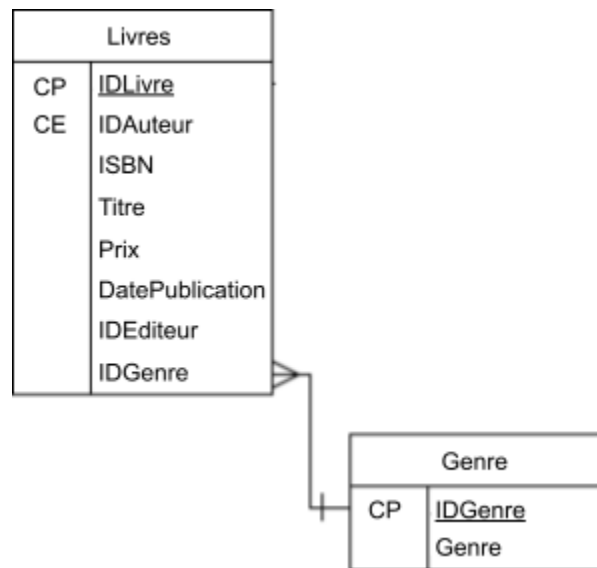 Livres
CP IDLivre
CE IDAuteur
ISBN
Titre
Prix
DatePublication
IDEditeur
IDGenre
Genre
CP IDGenre
Genre